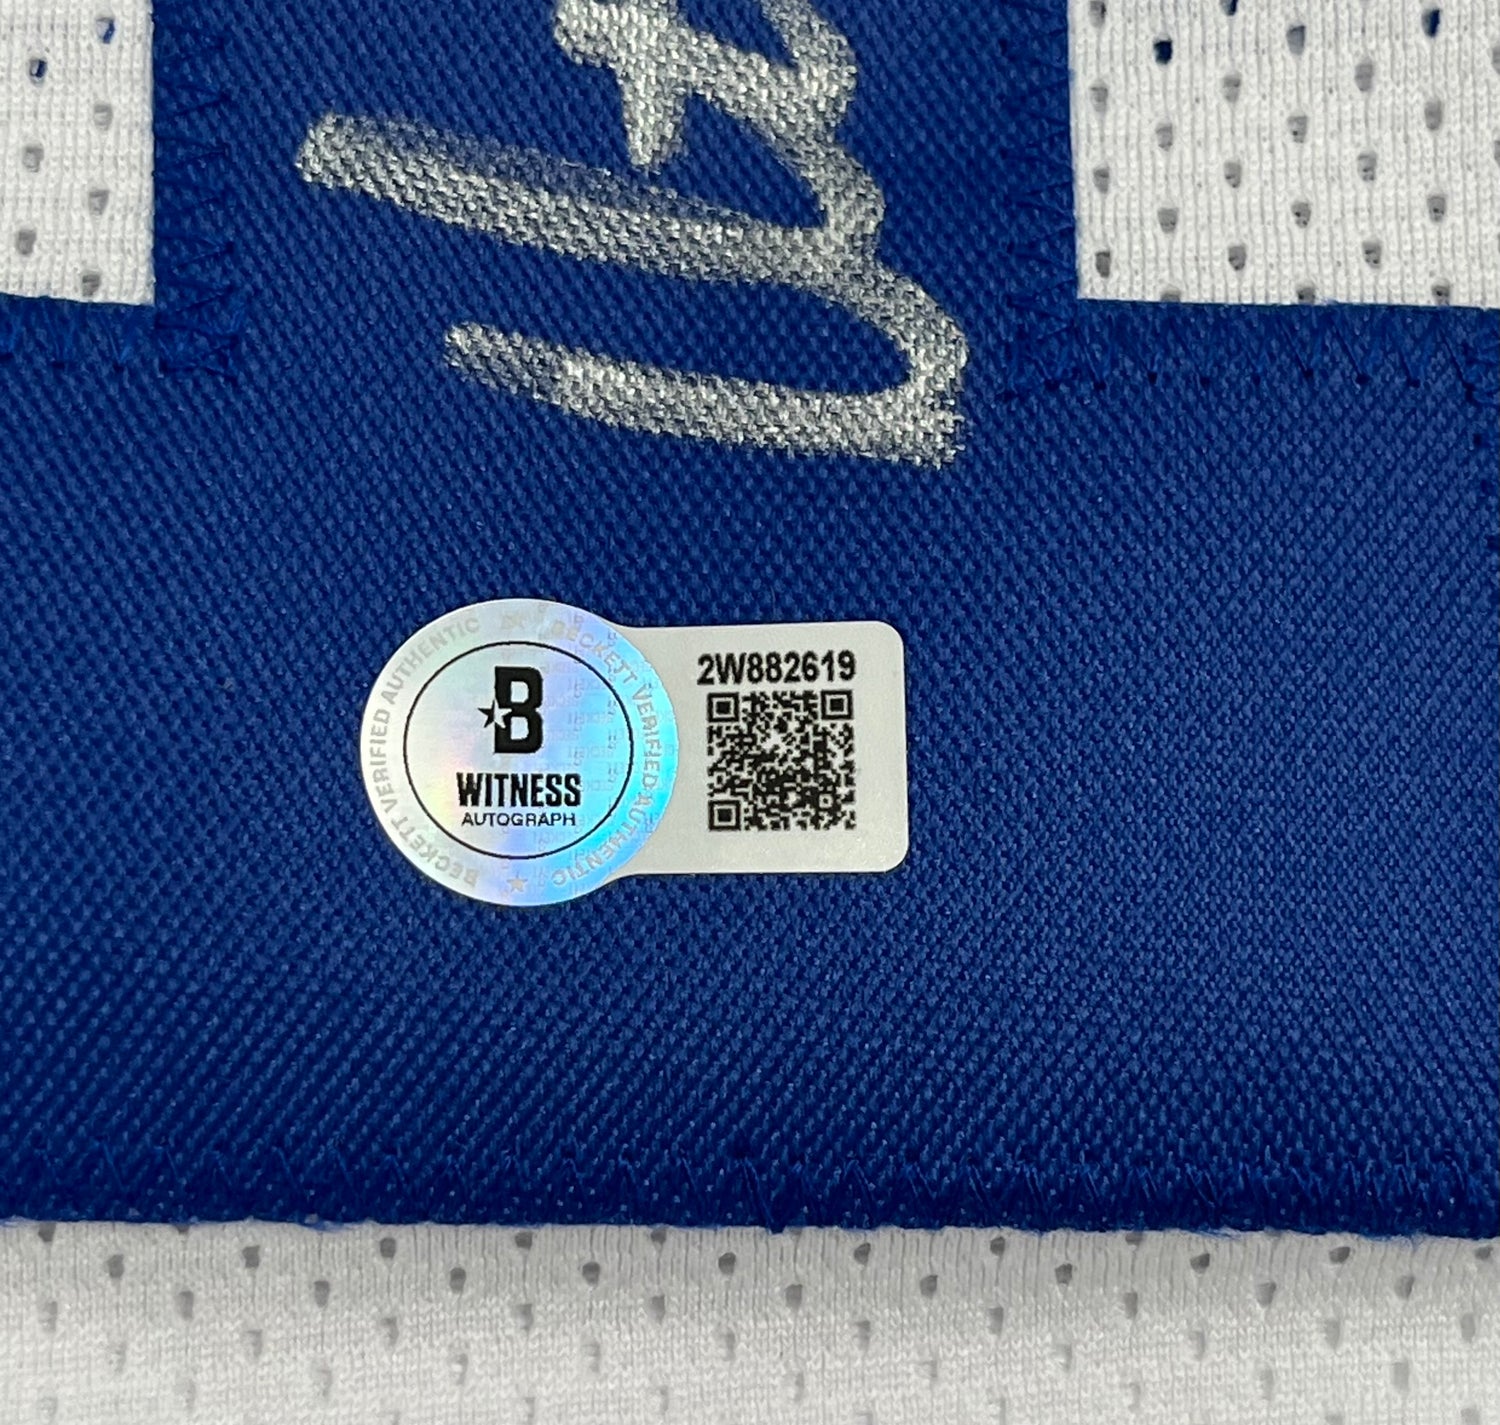 BECKETT VERIFIED AUTHENTIC
BECKETT VERIFIED AUTHENTIC
B
WITNESS
AUTOGRAPH
2W882619